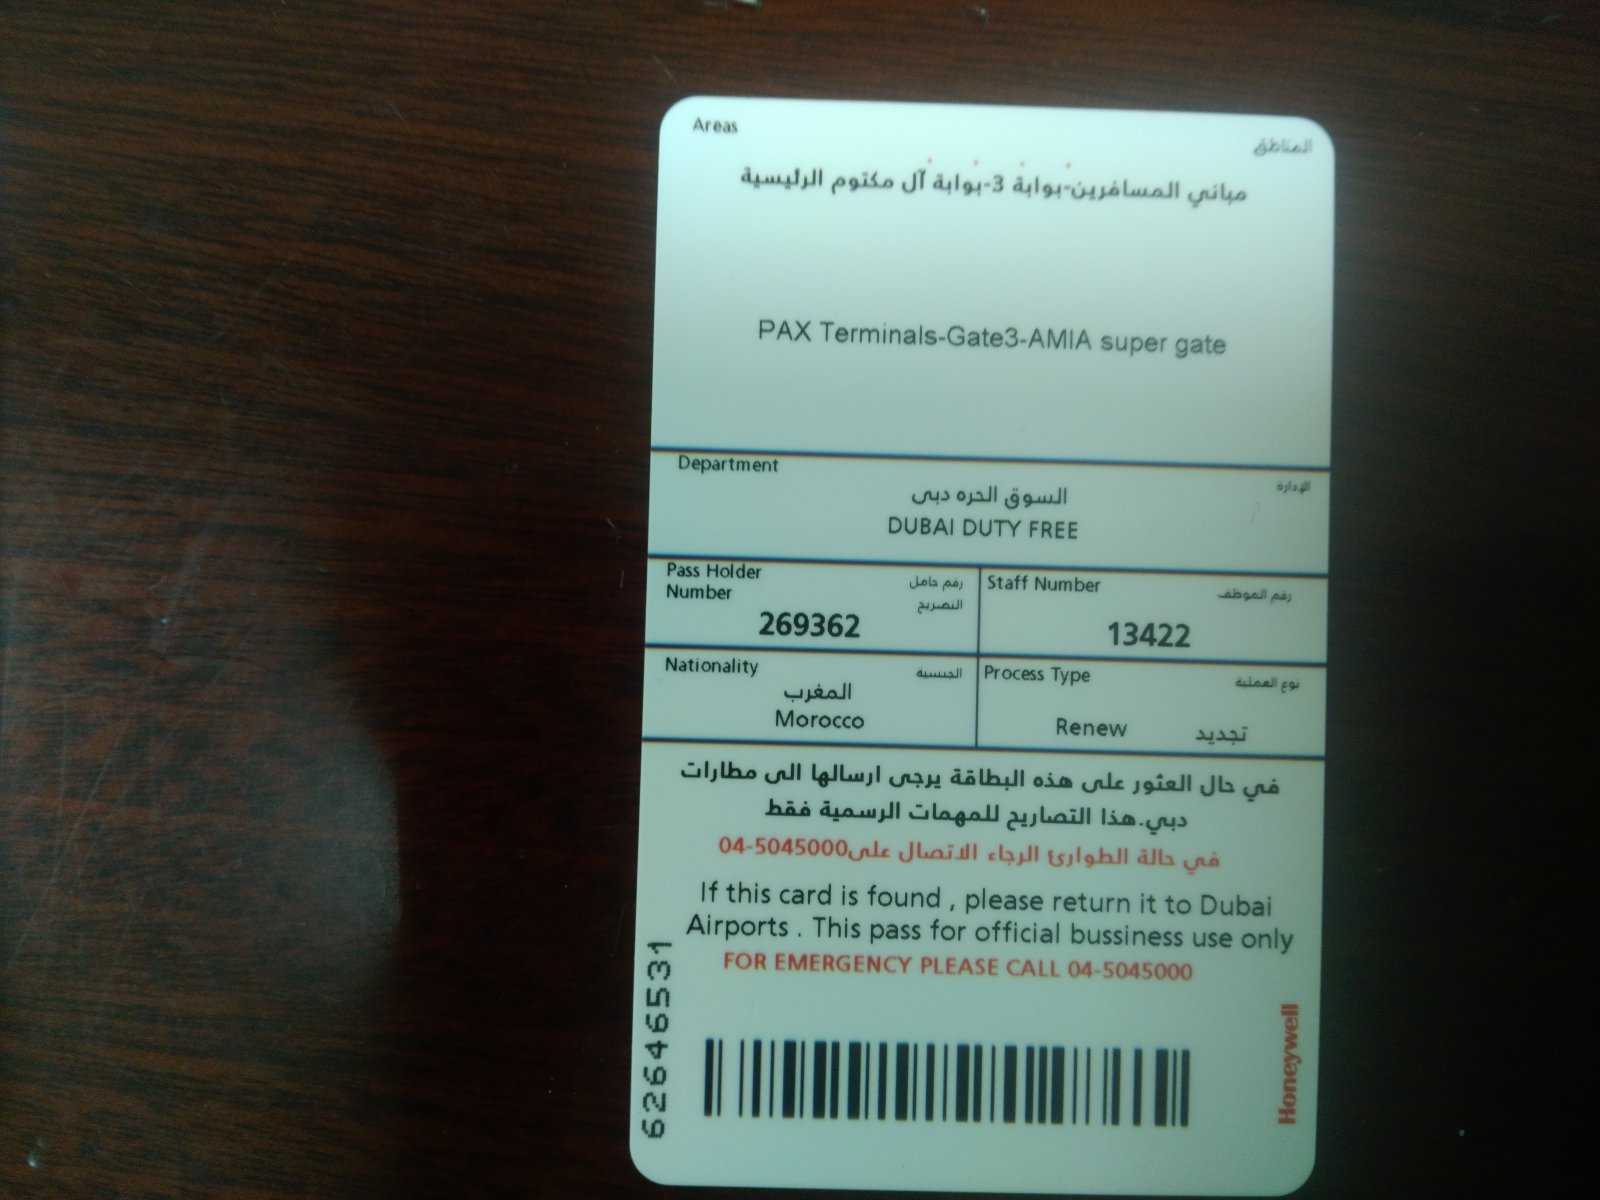 Areas
المناطق
مباني المسافرين-بوابة 3-بوابة آل مكتوم الرئيسية
PAX Terminals-Gate3-AMIA super gate
Department
الإدارة
السوق الحره دبى
DUBAI DUTY FREE
Pass Holder
Number
رقم حامل
التصريح
269362
Staff Number
رقم الموظف
13422
Nationality
الجنسية
المغرب
Morocco
Process Type
نوع العملية
Renew تجديد
في حال العثور على هذه البطاقة يرجى ارسالها الى مطارات
دبي.هذا التصاريح للمهمات الرسمية فقط
في حالة الطوارئ الرجاء الاتصال على04-5045000
If this card is found , please return it to Dubai
Airports . This pass for official bussiness use only
FOR EMERGENCY PLEASE CALL 04-5045000
62646531
Honeywell